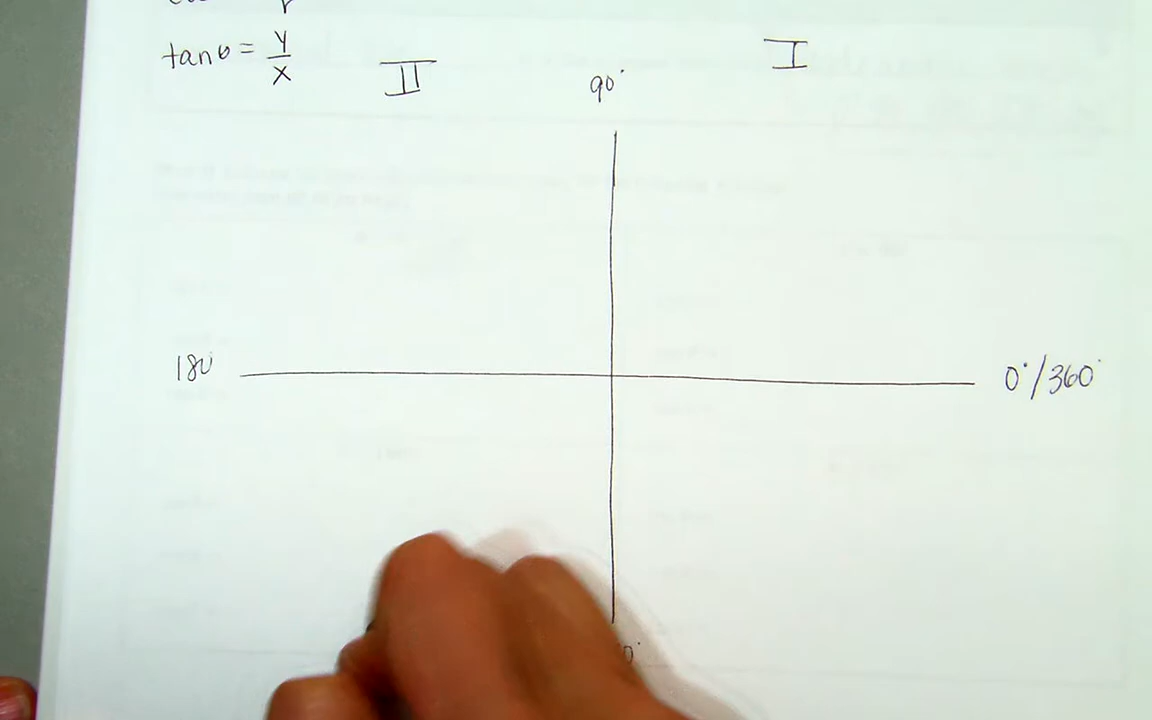 tanθ = y/x
II
I
90°
180°
0°/360°